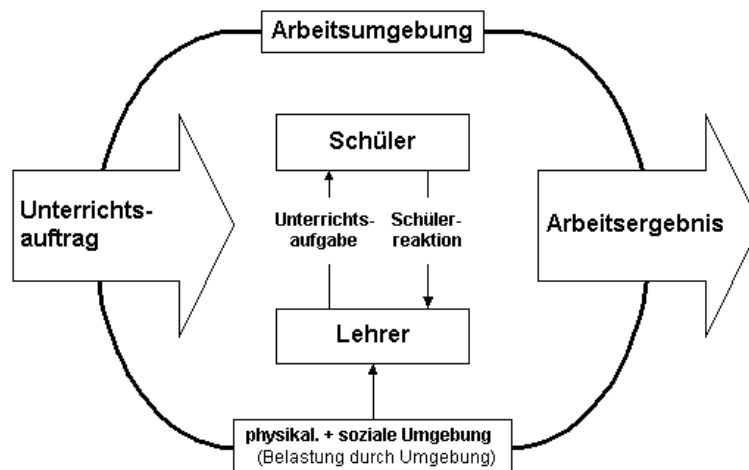 Arbeitsumgebung
Schüler
Unterrichts-
auftrag
Unterrichts-
aufgabe
Schüler-
reaktion
Arbeitsergebnis
Lehrer
physikal. + soziale Umgebung
(Belastung durch Umgebung)